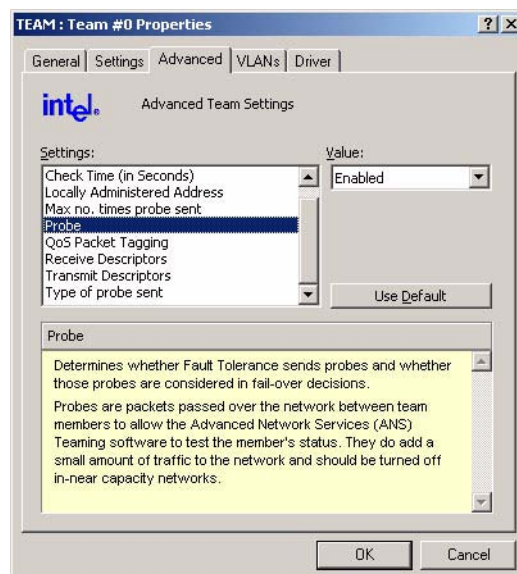 TEAM : Team #0 Properties
General Settings Advanced VLANs Driver
intel® Advanced Team Settings
Settings:
Value:
Check Time (in Seconds)
Locally Administered Address
Max no. times probe sent
Probe
QoS Packet Tagging
Receive Descriptors
Transmit Descriptors
Type of probe sent
Enabled
Use Default
Probe
Determines whether Fault Tolerance sends probes and whether
those probes are considered in fail-over decisions.
Probes are packets passed over the network between team
members to allow the Advanced Network Services (ANS)
Teaming software to test the member's status. They do add a
small amount of traffic to the network and should be turned off
in-near capacity networks.
OK Cancel